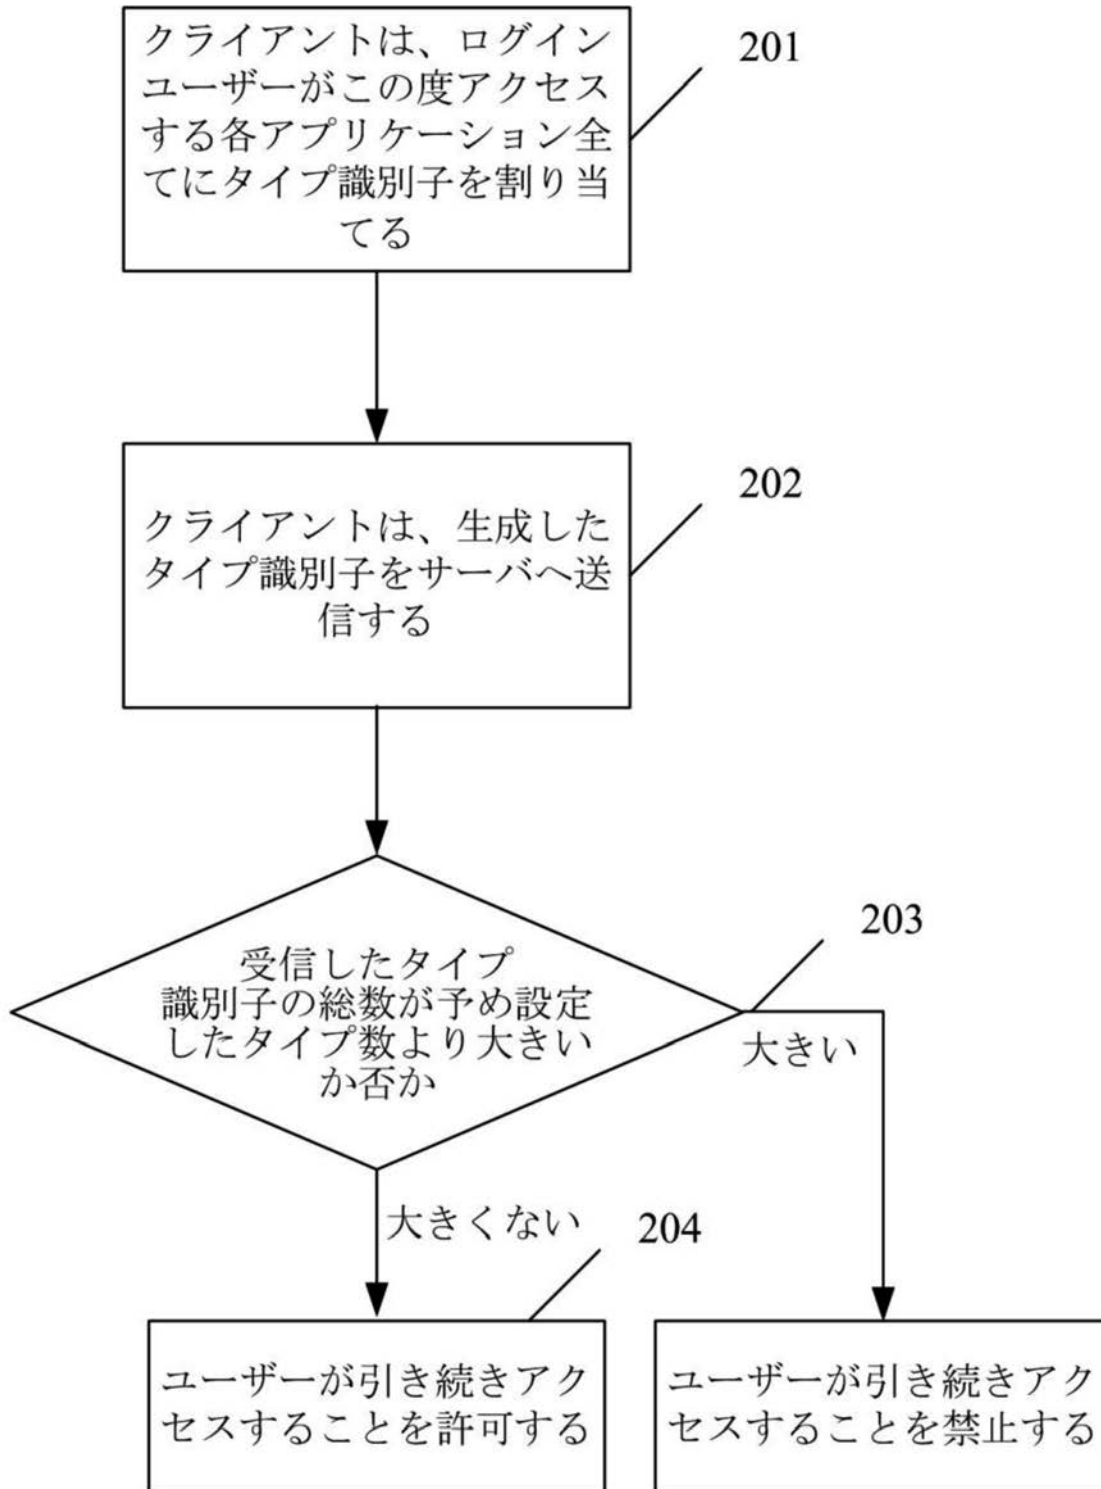 クライアントは、ログイン
ユーザーがこの度アクセス
する各アプリケーション全
てにタイプ識別子を割り当
てる
201
クライアントは、生成した
タイプ識別子をサーバへ送
信する
202
受信したタイプ
識別子の総数が予め設定
したタイプ数より大きい
か否か
203
大きい
大きくない
204
ユーザーが引き続きアク
セスすることを許可する
ユーザーが引き続きアク
セスすることを禁止する